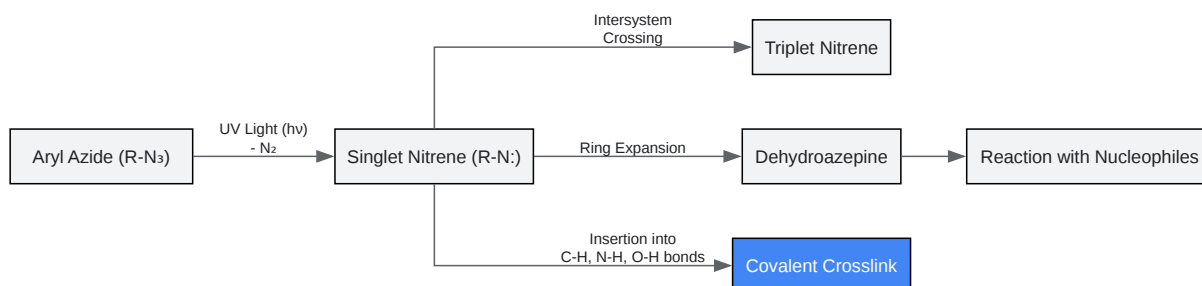 Intersystem
Crossing
Triplet Nitrene
UV Light (hν)
- N₂
Aryl Azide (R-N₃)
Singlet Nitrene (R-N:)
Ring Expansion
Dehydroazepine
Reaction with Nucleophiles
Insertion into
C-H, N-H, O-H bonds
Covalent Crosslink